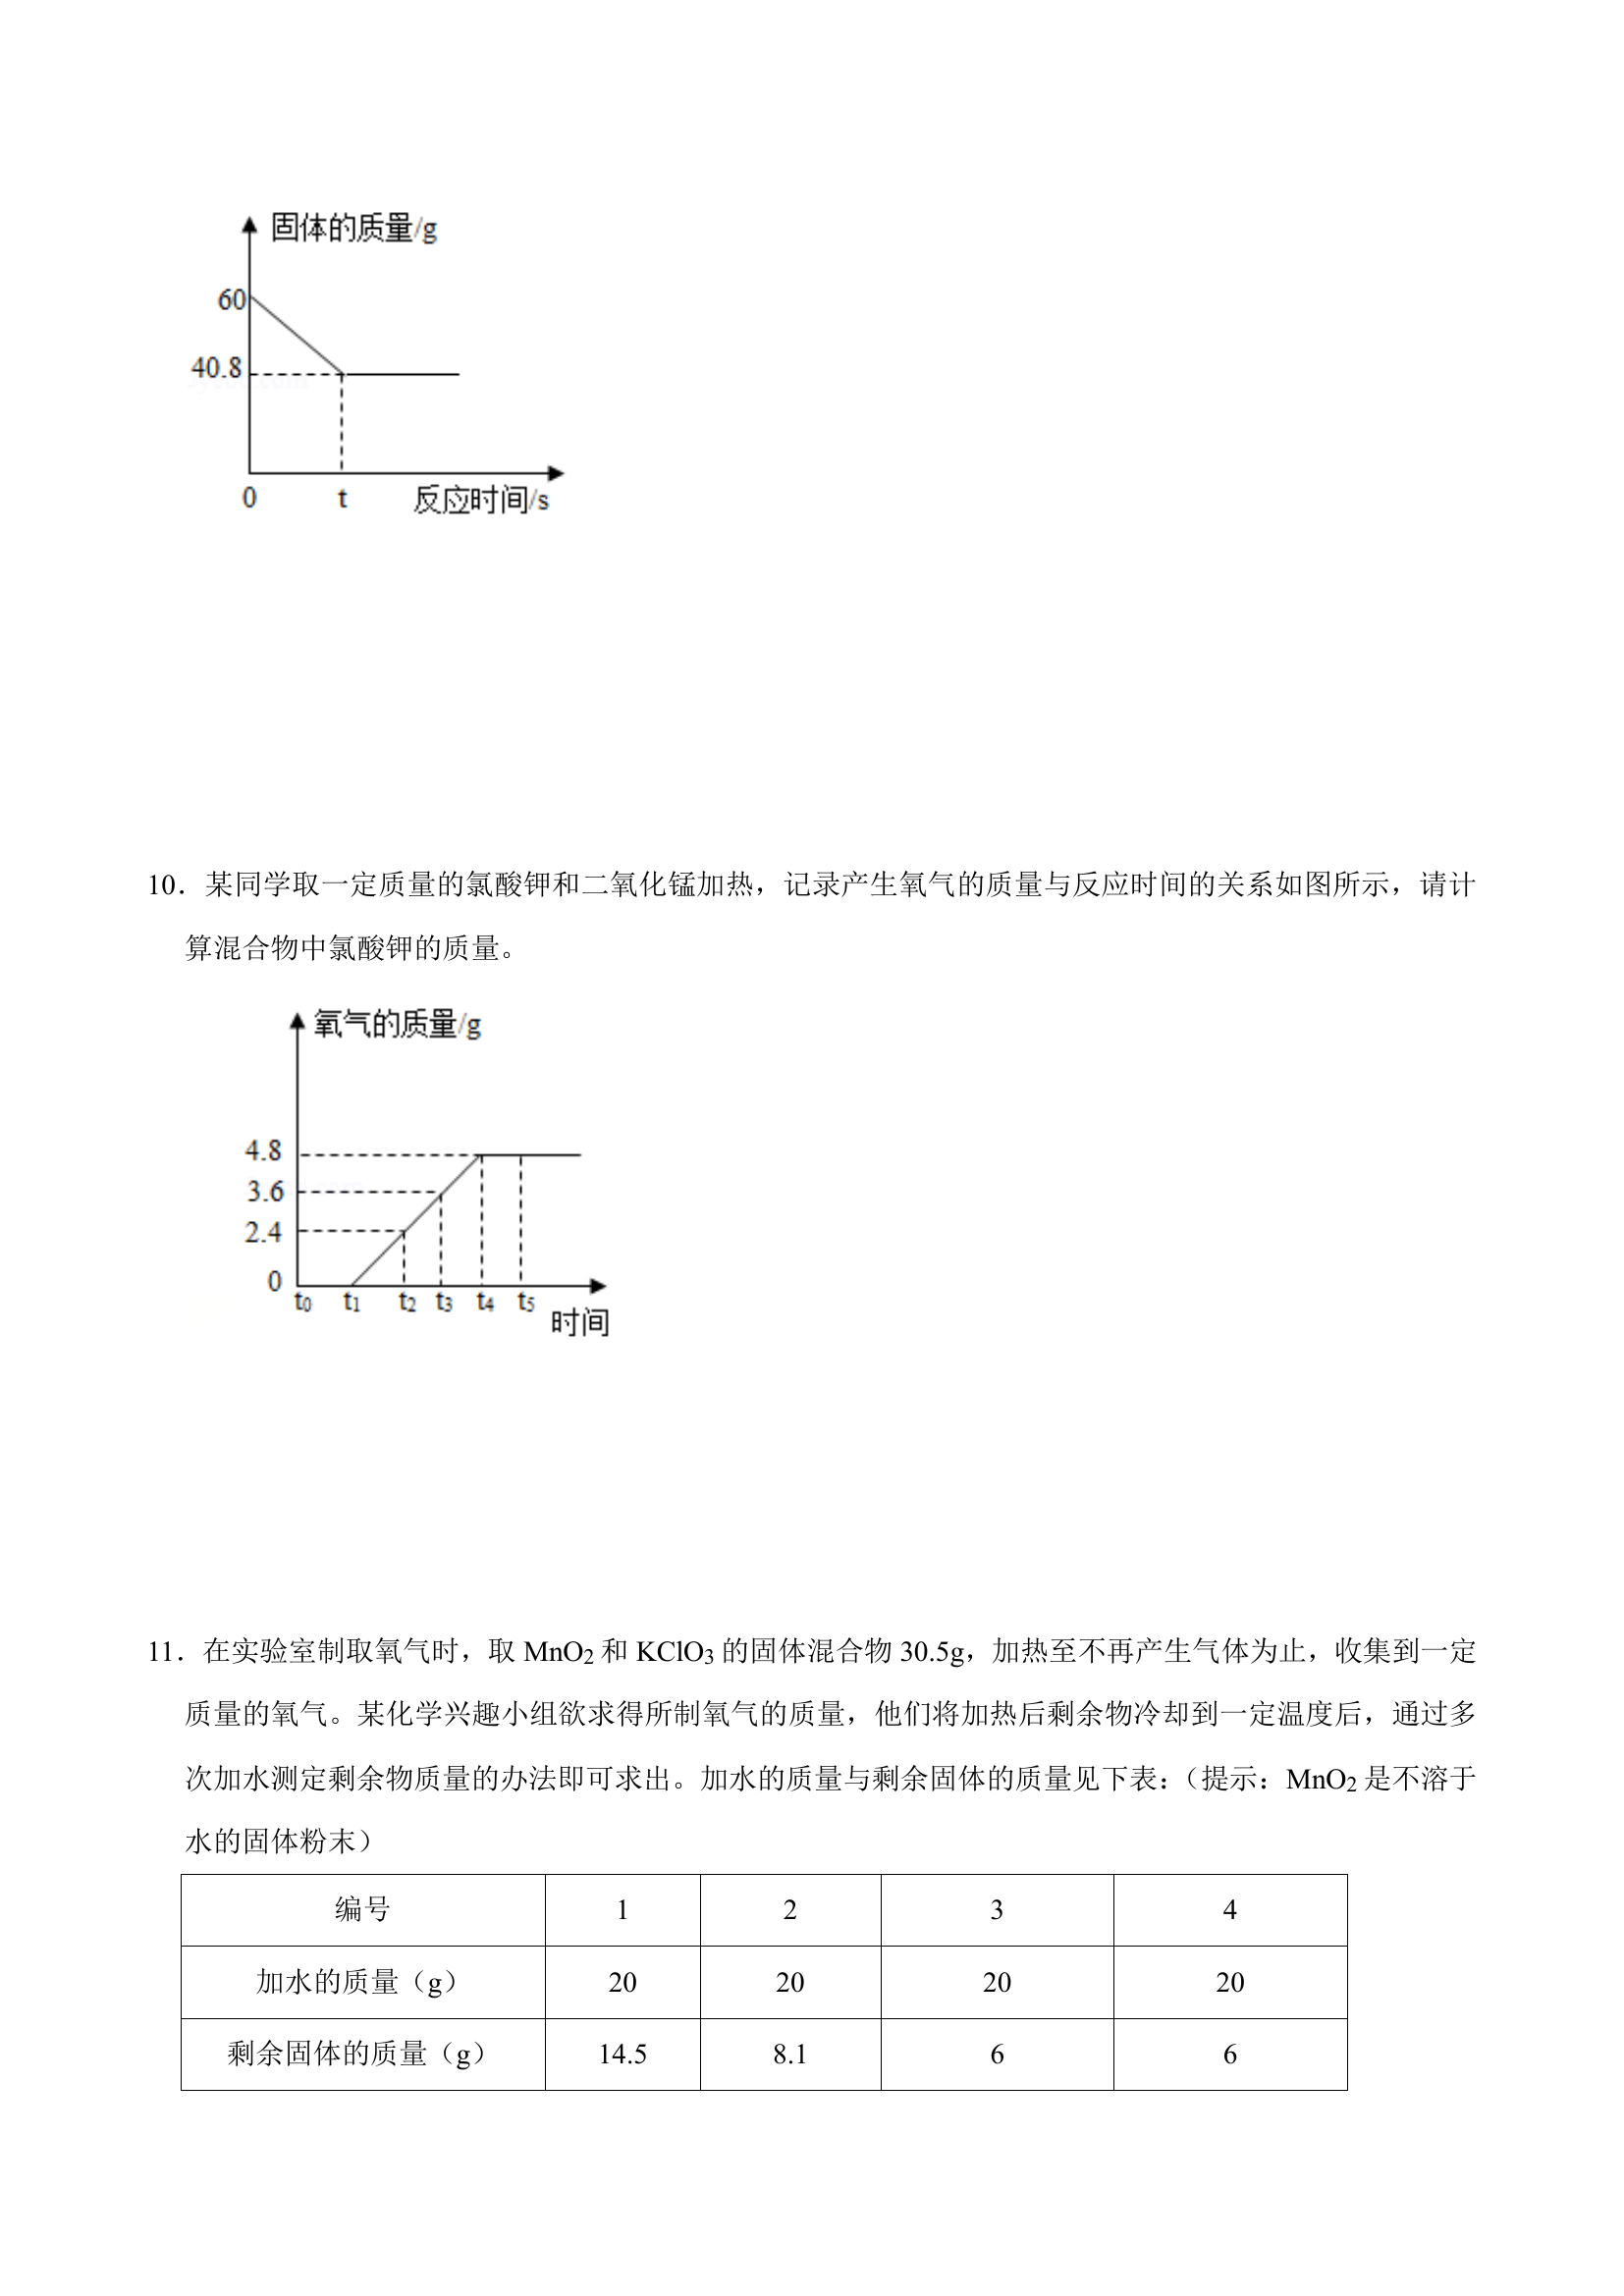 固体的质量/g
60
40.8
0 t 反应时间/s
10．某同学取一定质量的氯酸钾和二氧化锰加热，记录产生氧气的质量与反应时间的关系如图所示，请计
算混合物中氯酸钾的质量。
氧气的质量/g
4.8
3.6
2.4
0
t0 t1 t2 t3 t4 t5
时间
11．在实验室制取氧气时，取 MnO2 和 KClO3 的固体混合物 30.5g，加热至不再产生气体为止，收集到一定
质量的氧气。某化学兴趣小组欲求得所制氧气的质量，他们将加热后剩余物冷却到一定温度后，通过多
次加水测定剩余物质量的办法即可求出。加水的质量与剩余固体的质量见下表：（提示：MnO2 是不溶于
水的固体粉末）
编号 1 2 3 4
加水的质量（g） 20 20 20 20
剩余固体的质量（g） 14.5 8.1 6 6